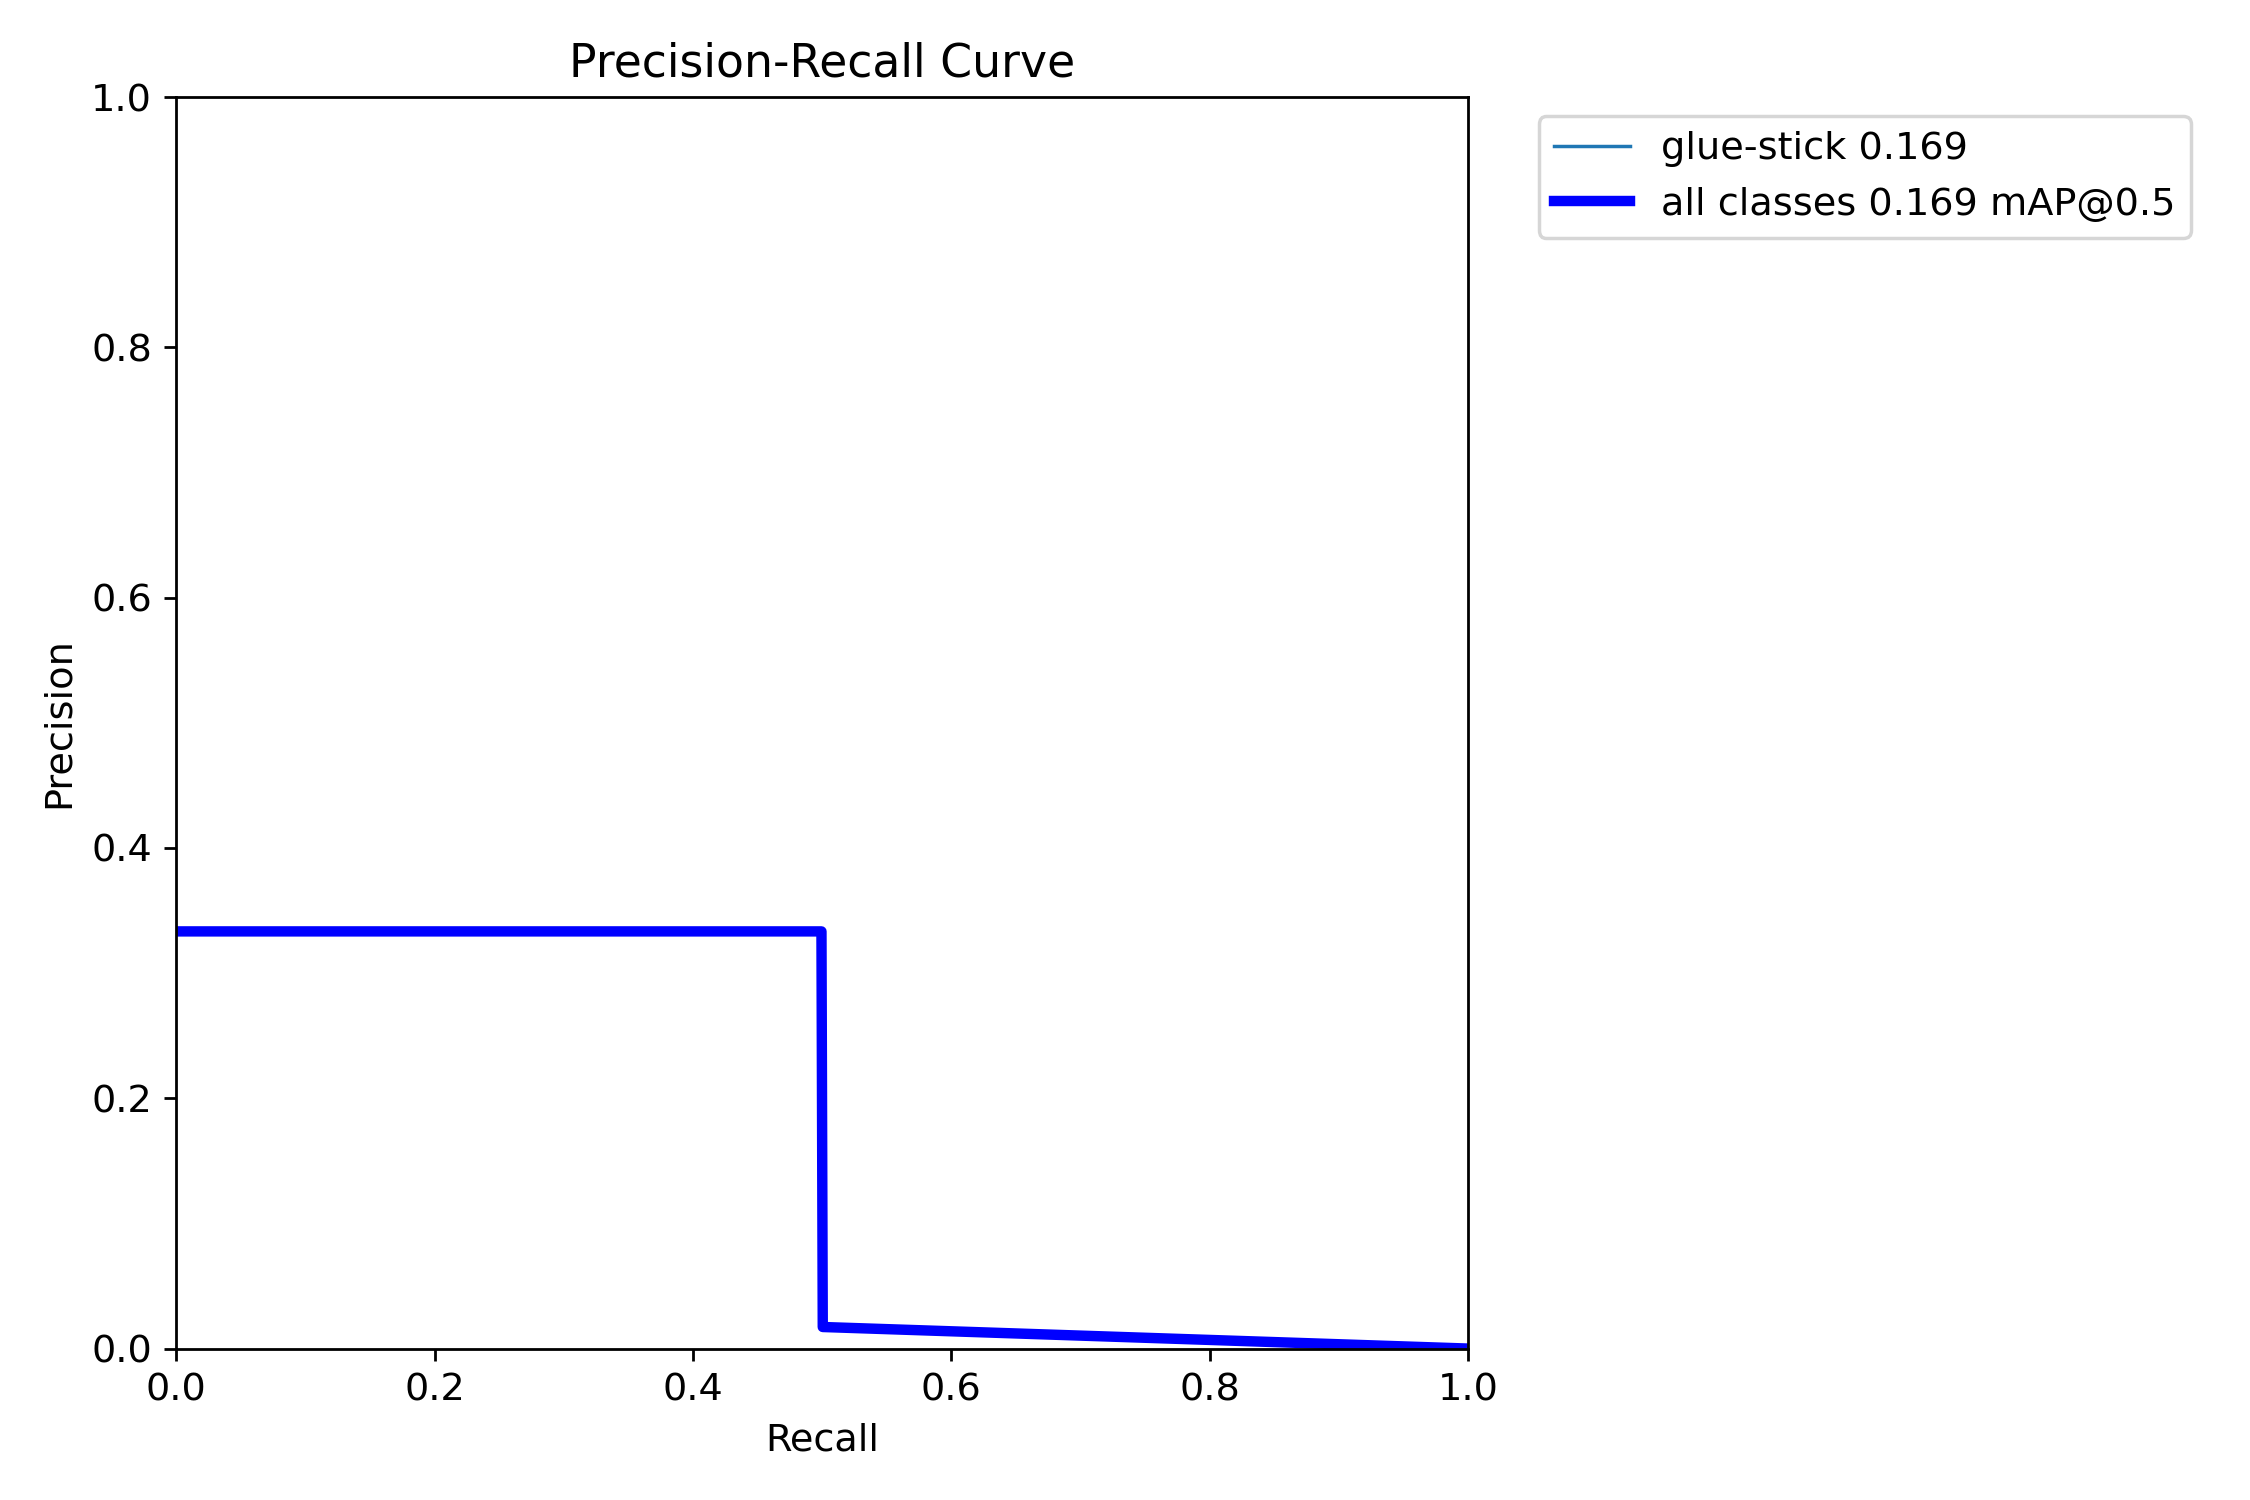 Precision-Recall Curve
1.0
0.8
0.6
0.4
0.2
0.0
Precision
0.0 0.2 0.4 0.6 0.8 1.0
Recall
glue-stick 0.169
all classes 0.169 mAP@0.5